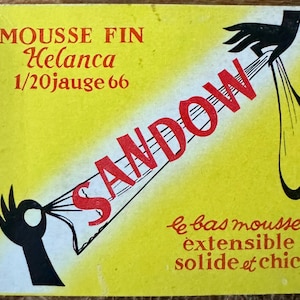 MOUSSE FIN
Helanca
1/20 jauge 66
SANDOW
le bas mousse
extensible
solide et chic